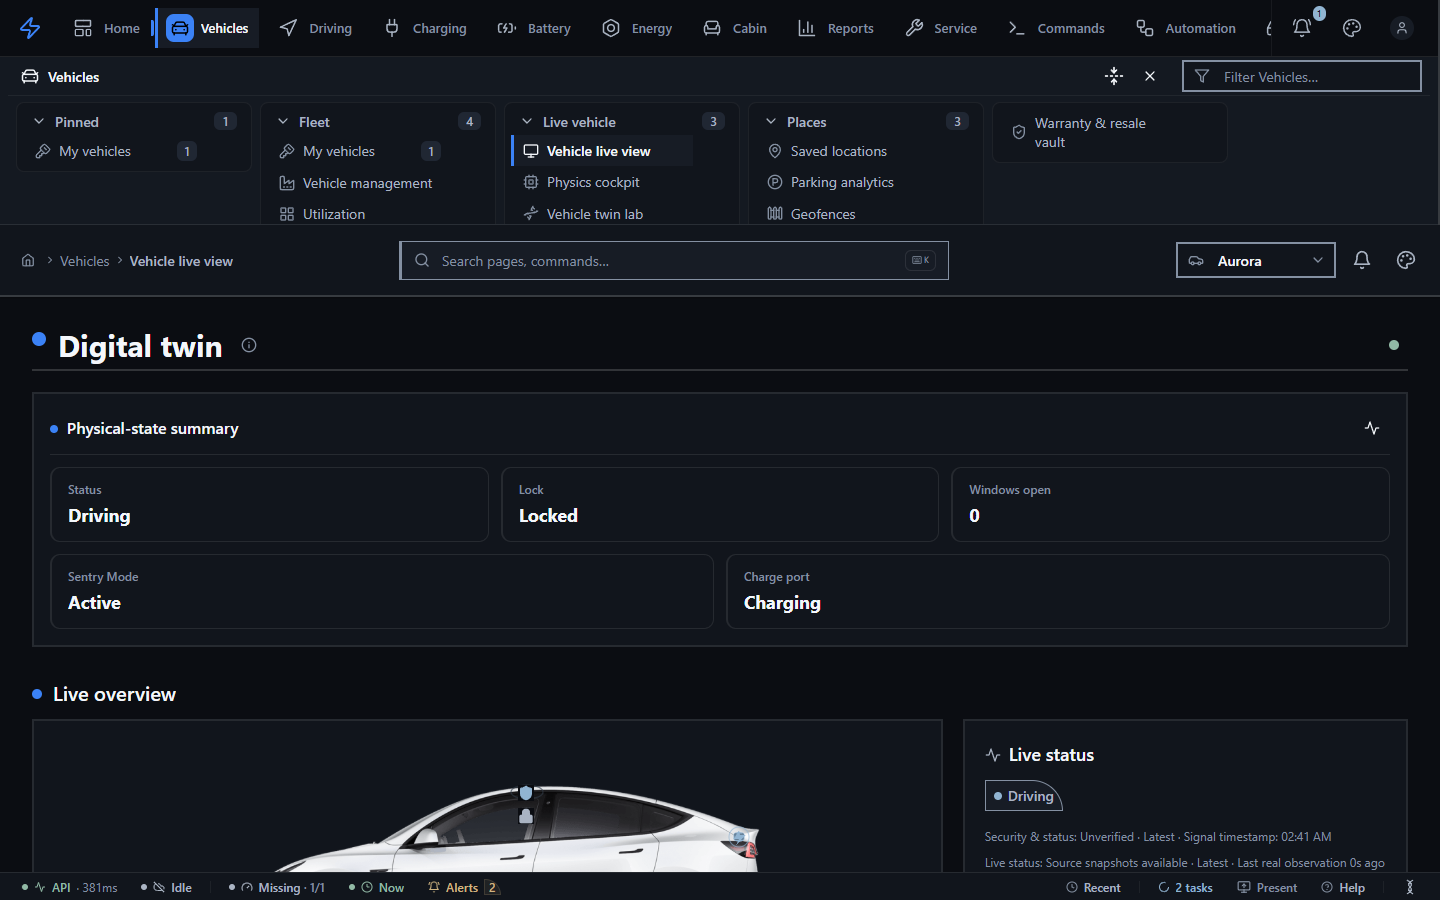 Home
Vehicles
Driving
Charging
Battery
Energy
Cabin
Reports
Service
Commands
Automation
1
Vehicles
Filter Vehicles...
Pinned 1
My vehicles 1
Fleet 4
My vehicles 1
Vehicle management
Utilization
Live vehicle 3
Vehicle live view
Physics cockpit
Vehicle twin lab
Places 3
Saved locations
Parking analytics
Geofences
Warranty & resale
vault
Vehicles
Vehicle live view
Search pages, commands...
K
Aurora
Digital twin
Physical-state summary
Status
Driving
Lock
Locked
Windows open
0
Sentry Mode
Active
Charge port
Charging
Live overview
Live status
Driving
Security & status: Unverified · Latest · Signal timestamp: 02:41 AM
Live status: Source snapshots available · Latest · Last real observation 0s ago
API · 381ms
Idle
Missing · 1/1
Now
Alerts 2
Recent
2 tasks
Present
Help